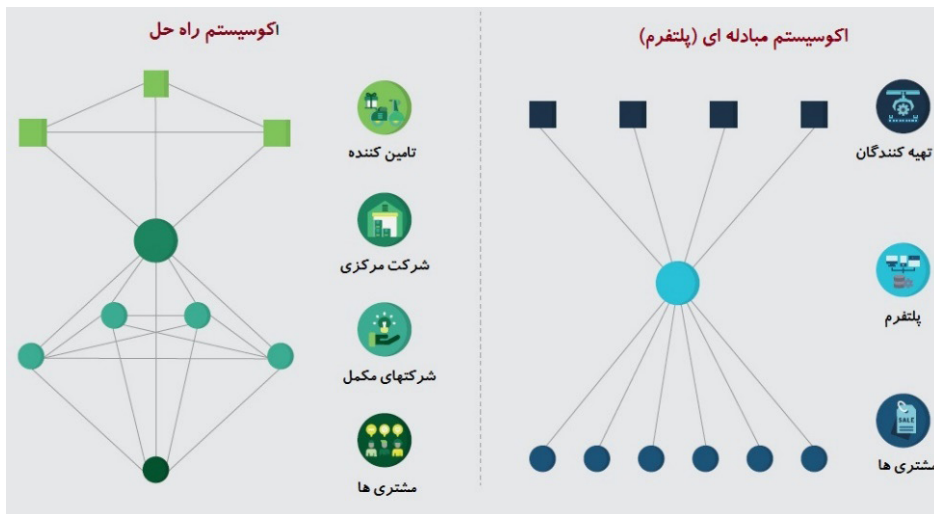 اکوسیستم مبادله ای (پلتفرم)
تهیه کنندگان
پلتفرم
SALE
مشتری ها
اکوسیستم راه حل
تامین کننده
شرکت مرکزی
شرکتهای مکمل
مشتری ها